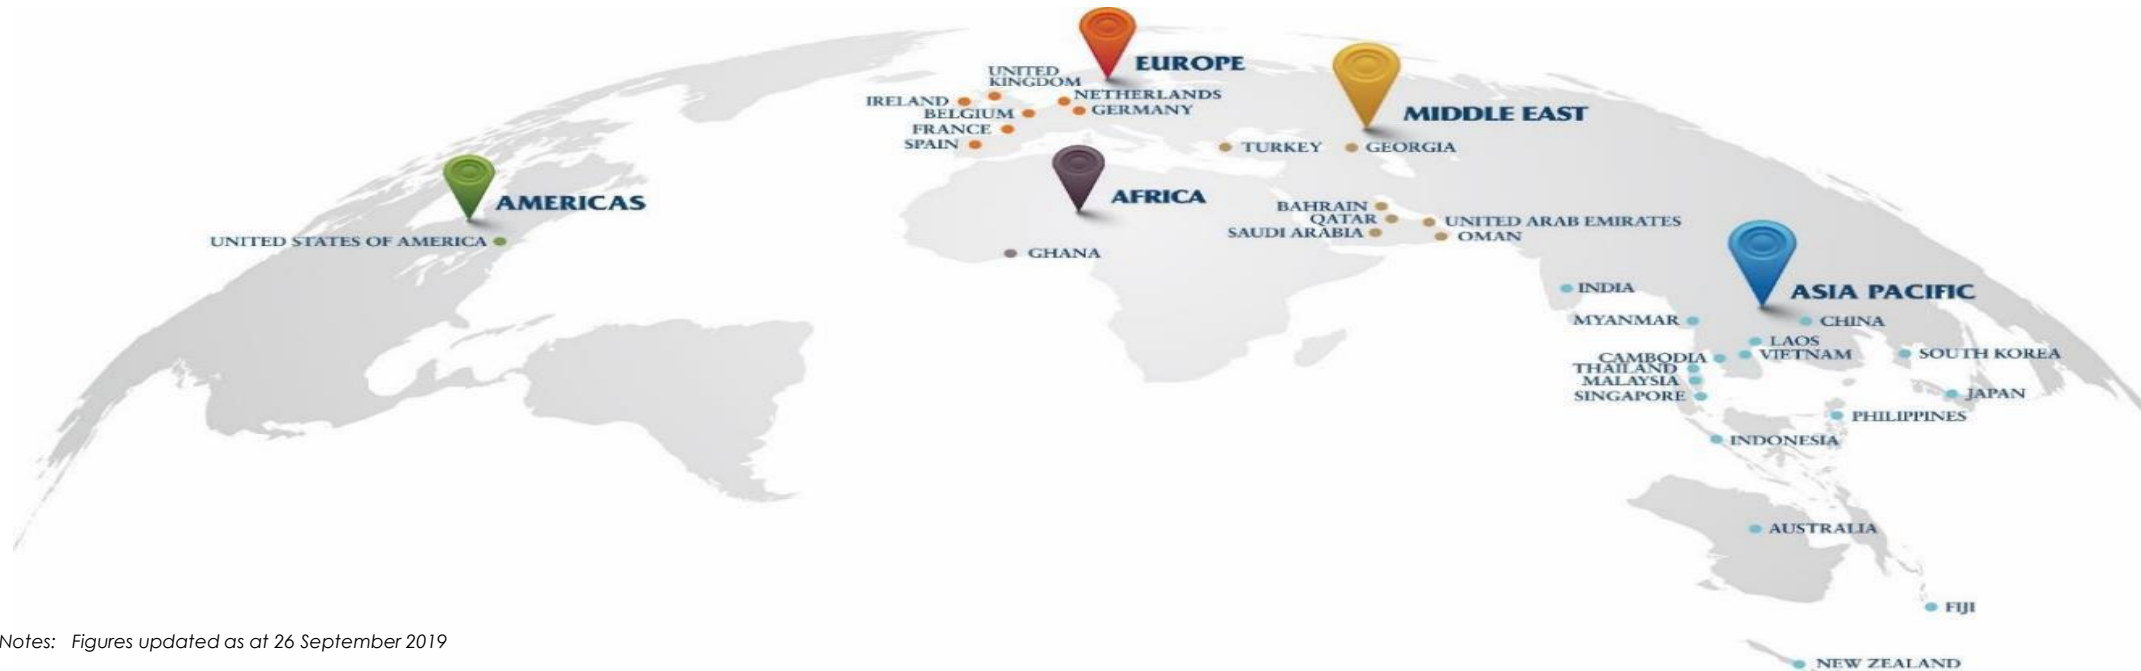 EUROPE
UNITED
KINGDOM
NETHERLANDS
IRELAND
BELGIUM
GERMANY
FRANCE
SPAIN
MIDDLE EAST
TURKEY
GEORGIA
BAHRAIN
QATAR
SAUDI ARABIA
UNITED ARAB EMIRATES
OMAN
AMERICAS
UNITED STATES OF AMERICA
AFRICA
GHANA
ASIA PACIFIC
INDIA
MYANMAR
CHINA
LAOS
CAMBODIA
VIETNAM
SOUTH KOREA
THAILAND
MALAYSIA
SINGAPORE
JAPAN
PHILIPPINES
INDONESIA
AUSTRALIA
FIJI
NEW ZEALAND
Notes: Figures updated as at 26 September 2019